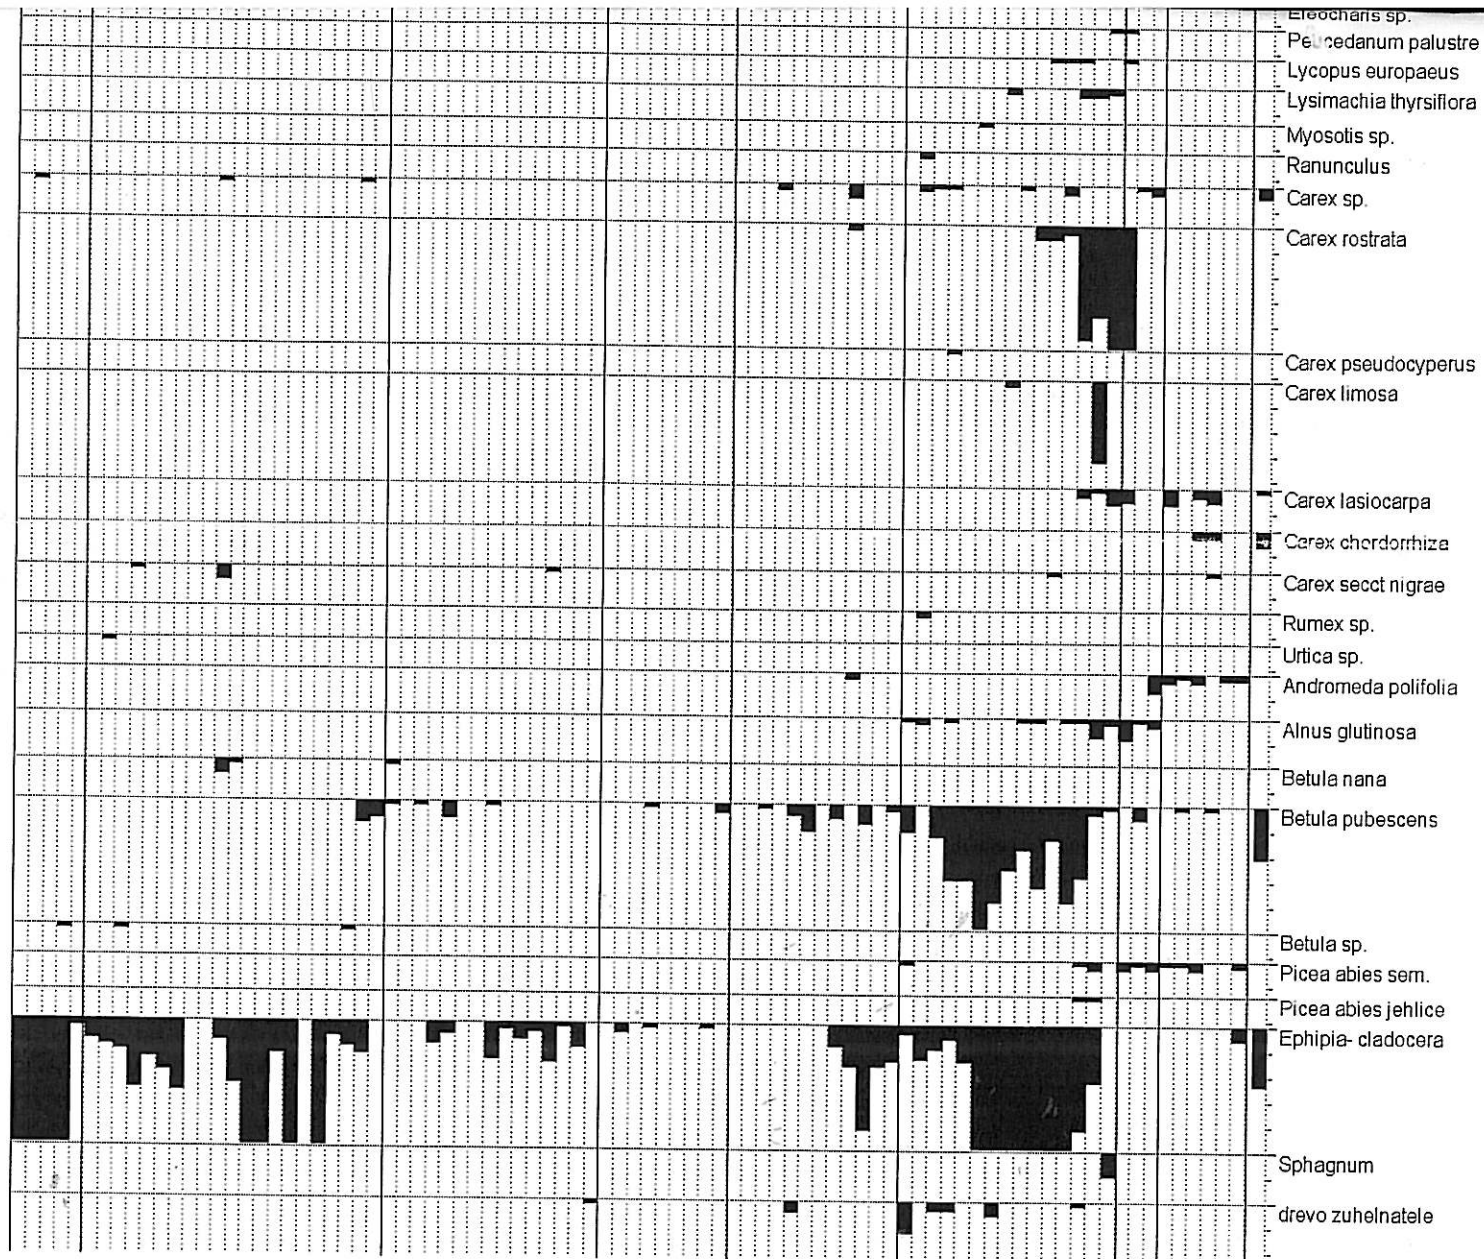 Eleocharis sp.
Peucedanum palustre
Lycopus europaeus
Lysimachia thyrsiflora
Myosotis sp.
Ranunculus
Carex sp.
Carex rostrata
Carex pseudocyperus
Carex limosa
Carex lasiocarpa
Carex chordorrhiza
Carex secct nigrae
Rumex sp.
Urtica sp.
Andromeda polifolia
Alnus glutinosa
Betula nana
Betula pubescens
Betula sp.
Picea abies sem.
Picea abies jehlice
Ephipia- cladocera
Sphagnum
drevo zuhelnatele